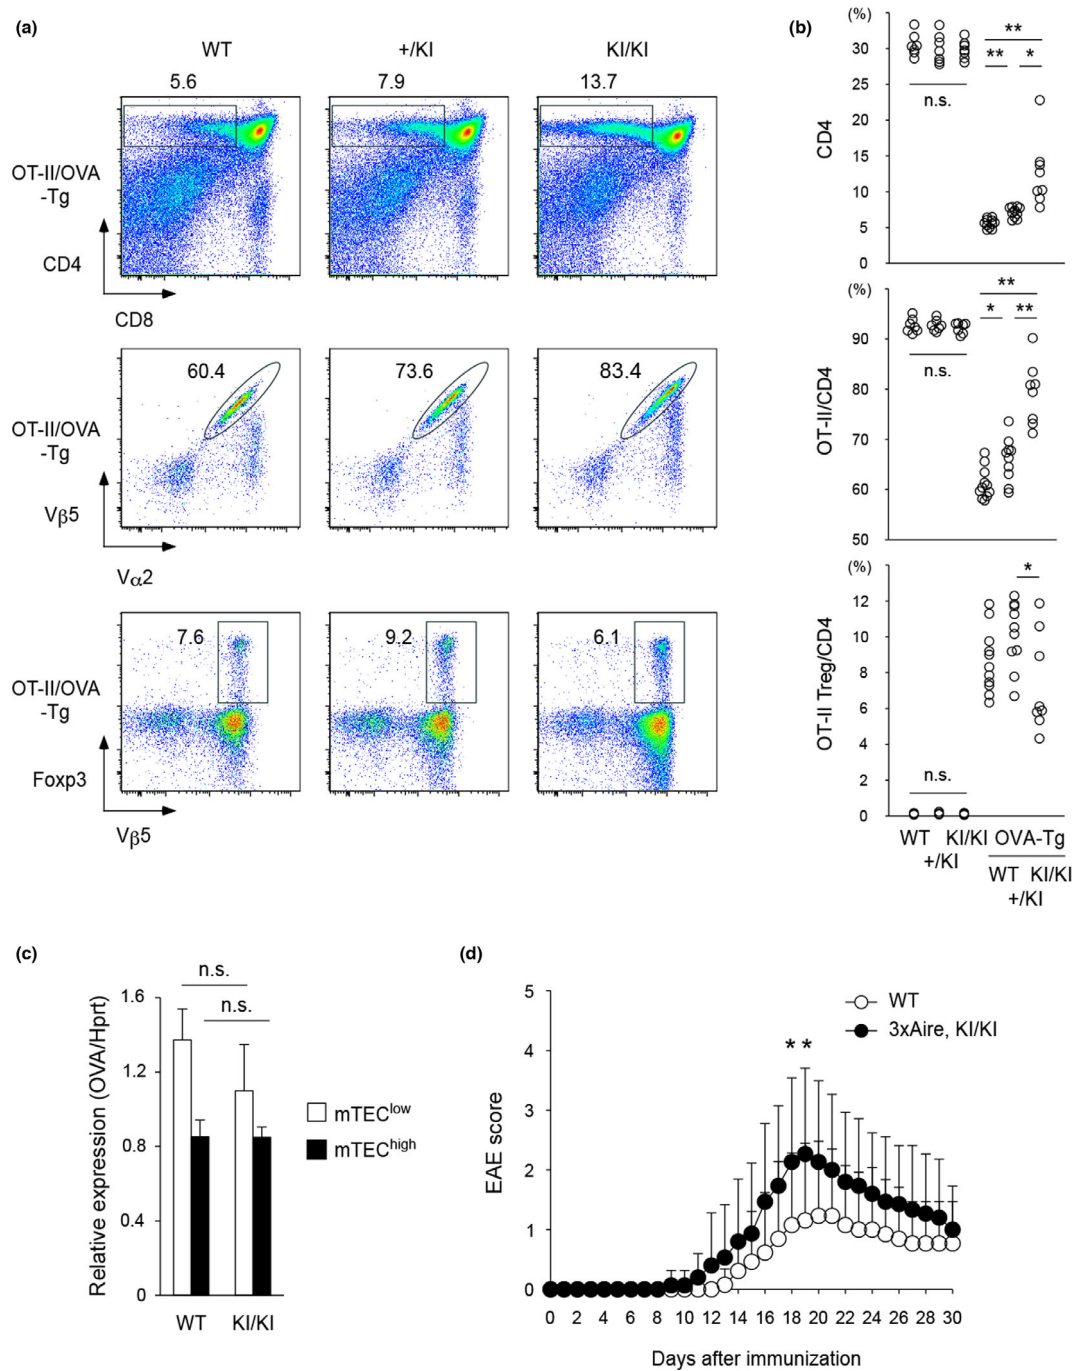 (a)
WT
+/KI
KI/KI
5.6
7.9
13.7
OT-II/OVA
-Tg
CD4
CD8
60.4
73.6
83.4
OT-II/OVA
-Tg
Vβ5
Vα2
7.6
9.2
6.1
OT-II/OVA
-Tg
Foxp3
Vβ5
(b)
(%)
CD4
35
30
25
20
15
10
5
0
n.s.
**
**
*
(%)
OT-II/CD4
90
80
70
60
50
n.s.
**
*
**
(%)
OT-II Treg/CD4
12
10
8
6
4
2
0
n.s.
*
WT
KI/KI
OVA-Tg
+/KI
WT
KI/KI
+/KI
(c)
n.s.
n.s.
Relative expression (OVA/Hprt)
1.6
1.2
0.8
0.4
0
WT
KI/KI
mTEClow
mTEChigh
(d)
WT
3xAire, KI/KI
**
EAE score
5
4
3
2
1
0
0 2 4 6 8 10 12 14 16 18 20 22 24 26 28 30
Days after immunization